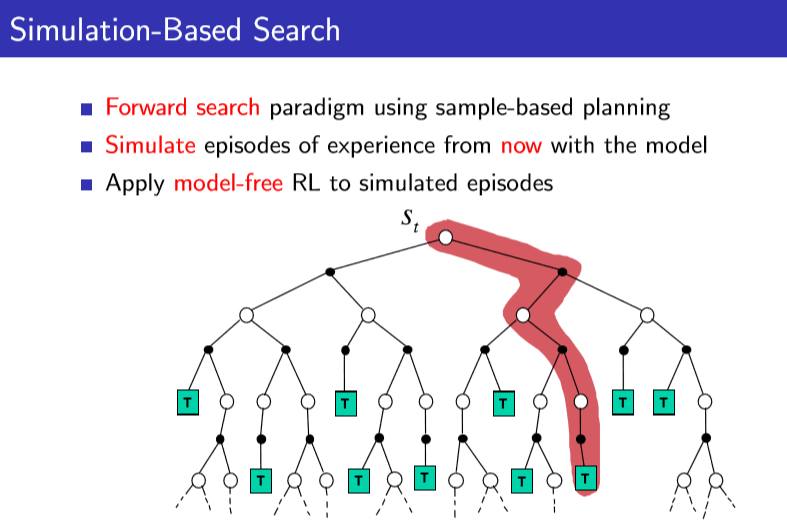 Simulation-Based Search
Forward search paradigm using sample-based planning
Simulate episodes of experience from now with the model
Apply model-free RL to simulated episodes
S_t
T T T T T
T T T T T